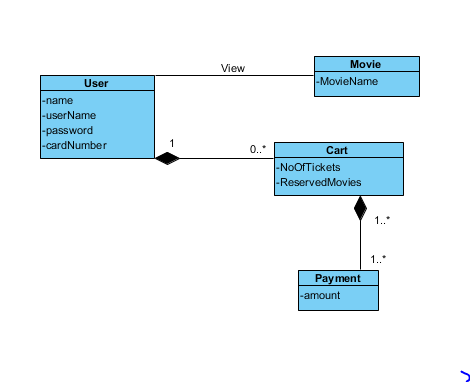 View
Movie
-MovieName
User
-name
-userName
-password
-cardNumber
1
0..*
Cart
-NoOfTickets
-ReservedMovies
1..*
1..*
Payment
-amount